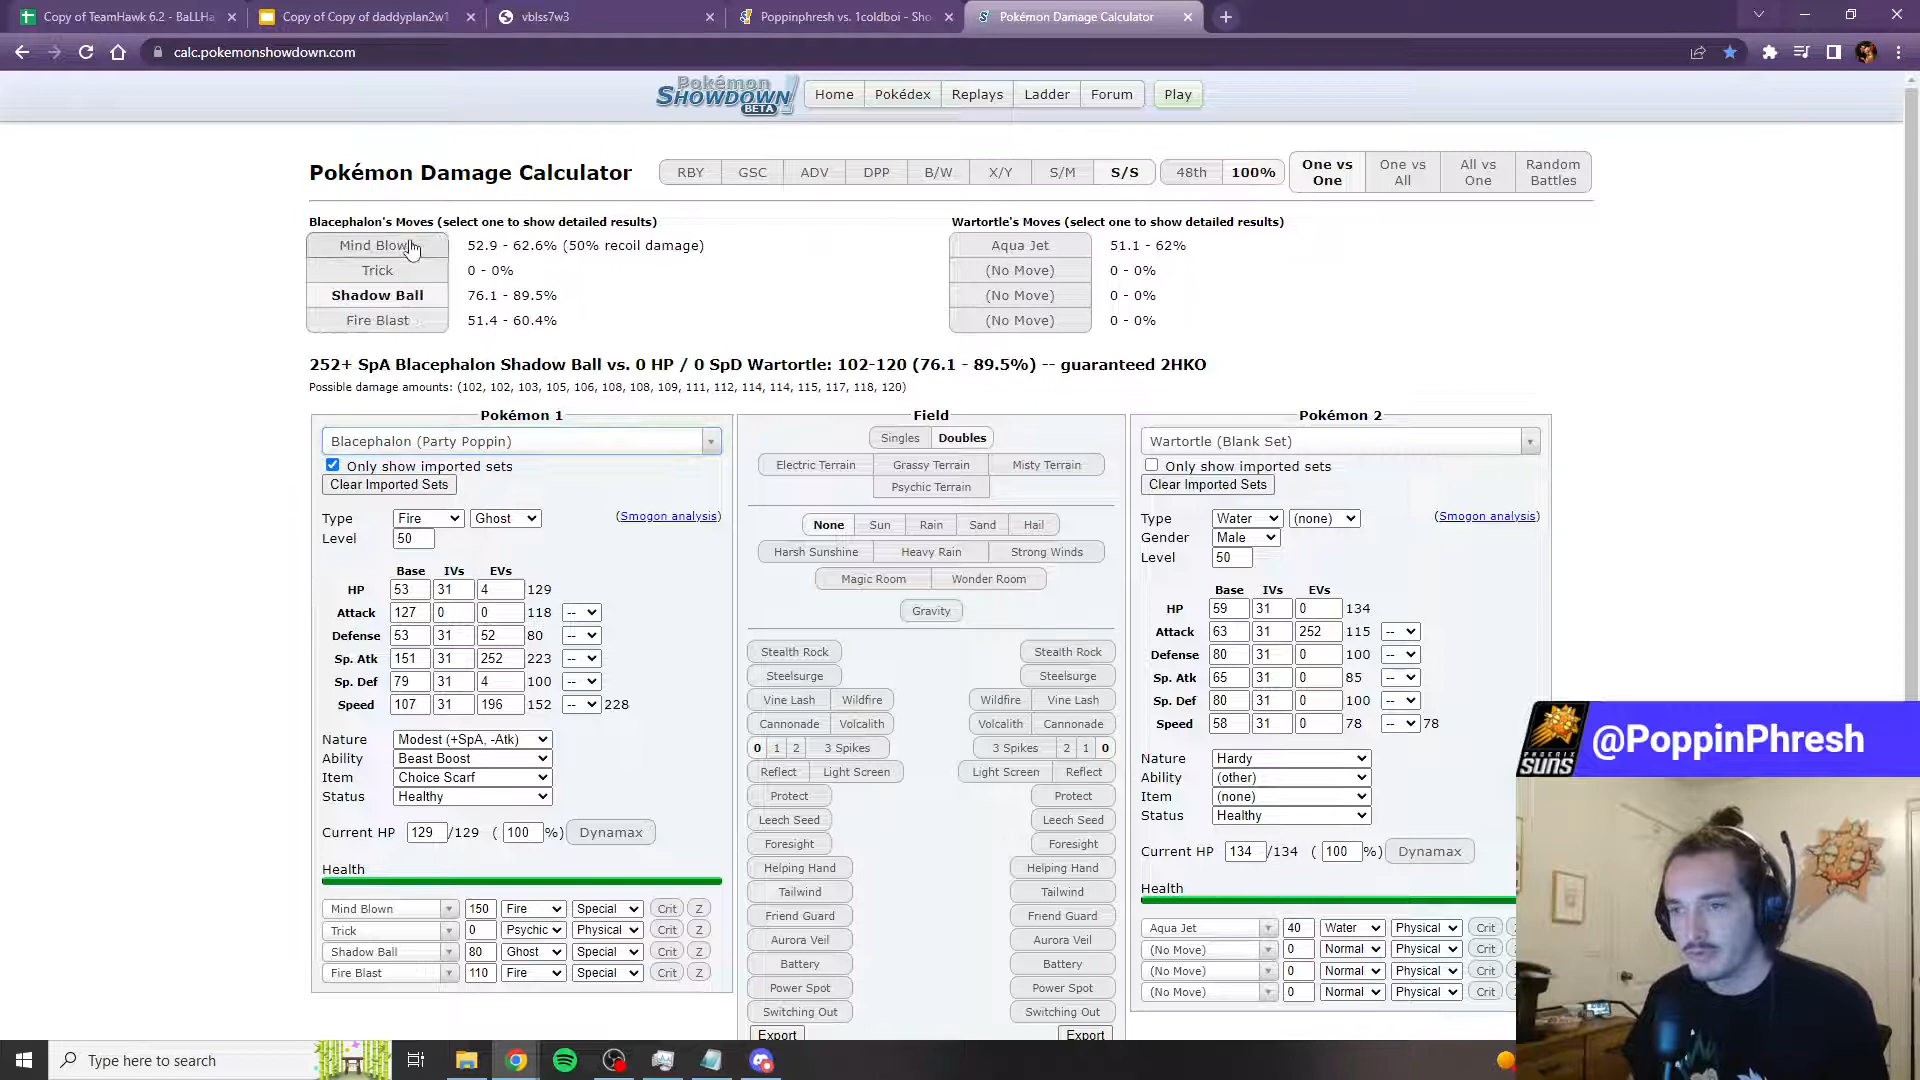 Copy of TeamHawk 6.2 - BaLLHa
Copy of Copy of daddyplan2w1
vblss7w3
Poppinphresh vs. 1coldboi - Sho
Pokémon Damage Calculator
calc.pokemonshowdown.com
Pokémon SHOWDOWN! BETA
Home Pokédex Replays Ladder Forum Play
Pokémon Damage Calculator
RBY GSC ADV DPP B/W X/Y S/M S/S 48th 100% One vs One One vs All All vs One Random Battles
Blacephalon's Moves (select one to show detailed results)
Mind Blow 52.9 - 62.6% (50% recoil damage)
Trick 0 - 0%
Shadow Ball 76.1 - 89.5%
Fire Blast 51.4 - 60.4%
Wartortle's Moves (select one to show detailed results)
Aqua Jet 51.1 - 62%
(No Move) 0 - 0%
(No Move) 0 - 0%
(No Move) 0 - 0%
252+ SpA Blacephalon Shadow Ball vs. 0 HP / 0 SpD Wartortle: 102-120 (76.1 - 89.5%) -- guaranteed 2HKO
Possible damage amounts: (102, 102, 103, 105, 106, 108, 108, 109, 111, 112, 114, 114, 115, 117, 118, 120)
Pokémon 1
Blacephalon (Party Poppin)
Only show imported sets
Clear Imported Sets
Type Fire Ghost (Smogon analysis)
Level 50
Base IVs EVs
HP 53 31 4 129
Attack 127 0 0 118 --
Defense 53 31 52 80 --
Sp. Atk 151 31 252 223 --
Sp. Def 79 31 4 100 --
Speed 107 31 196 152 -- 228
Nature Modest (+SpA, -Atk)
Ability Beast Boost
Item Choice Scarf
Status Healthy
Current HP 129 /129 ( 100 %) Dynamax
Health
Mind Blown 150 Fire Special Crit Z
Trick 0 Psychic Physical Crit Z
Shadow Ball 80 Ghost Special Crit Z
Fire Blast 110 Fire Special Crit Z
Field
Singles Doubles
Electric Terrain Grassy Terrain Misty Terrain
Psychic Terrain
None Sun Rain Sand Hail
Harsh Sunshine Heavy Rain Strong Winds
Magic Room Wonder Room
Gravity
Stealth Rock Stealth Rock
Steelsurge Steelsurge
Vine Lash Wildfire Wildfire Vine Lash
Cannonade Volcalith Volcalith Cannonade
0 1 2 3 Spikes 3 Spikes 2 1 0
Reflect Light Screen Light Screen Reflect
Protect Protect
Leech Seed Leech Seed
Foresight Foresight
Helping Hand Helping Hand
Tailwind Tailwind
Friend Guard Friend Guard
Aurora Veil Aurora Veil
Battery Battery
Power Spot Power Spot
Switching Out Switching Out
Export Export
Pokémon 2
Wartortle (Blank Set)
Only show imported sets
Clear Imported Sets
Type Water (none) (Smogon analysis)
Gender Male
Level 50
Base IVs EVs
HP 59 31 0 134
Attack 63 31 252 115 --
Defense 80 31 0 100 --
Sp. Atk 65 31 0 85 --
Sp. Def 80 31 0 100 --
Speed 58 31 0 78 -- 78
Nature Hardy
Ability (other)
Item (none)
Status Healthy
Current HP 134 /134 ( 100 %) Dynamax
Health
Aqua Jet 40 Water Physical Crit
(No Move) 0 Normal Physical Crit
(No Move) 0 Normal Physical Crit
(No Move) 0 Normal Physical Crit
PHOENIX
SUNS
@PoppinPhresh
Type here to search